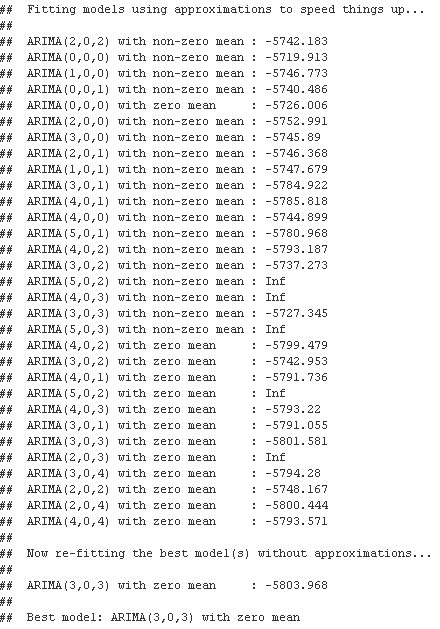 ##  Fitting models using approximations to speed things up...
##
##  ARIMA(2,0,2) with non-zero mean : -5742.183
##  ARIMA(0,0,0) with non-zero mean : -5719.913
##  ARIMA(1,0,0) with non-zero mean : -5746.773
##  ARIMA(0,0,1) with non-zero mean : -5740.486
##  ARIMA(0,0,0) with zero mean     : -5726.006
##  ARIMA(2,0,0) with non-zero mean : -5752.991
##  ARIMA(3,0,0) with non-zero mean : -5745.89
##  ARIMA(2,0,1) with non-zero mean : -5746.368
##  ARIMA(1,0,1) with non-zero mean : -5747.679
##  ARIMA(3,0,1) with non-zero mean : -5784.922
##  ARIMA(4,0,1) with non-zero mean : -5785.818
##  ARIMA(4,0,0) with non-zero mean : -5744.899
##  ARIMA(5,0,1) with non-zero mean : -5780.968
##  ARIMA(4,0,2) with non-zero mean : -5793.187
##  ARIMA(3,0,2) with non-zero mean : -5737.273
##  ARIMA(5,0,2) with non-zero mean : Inf
##  ARIMA(4,0,3) with non-zero mean : Inf
##  ARIMA(3,0,3) with non-zero mean : -5727.345
##  ARIMA(5,0,3) with non-zero mean : Inf
##  ARIMA(4,0,2) with zero mean     : -5799.479
##  ARIMA(3,0,2) with zero mean     : -5742.953
##  ARIMA(4,0,1) with zero mean     : -5791.736
##  ARIMA(5,0,2) with zero mean     : Inf
##  ARIMA(4,0,3) with zero mean     : -5793.22
##  ARIMA(3,0,1) with zero mean     : -5791.055
##  ARIMA(3,0,3) with zero mean     : -5801.581
##  ARIMA(2,0,3) with zero mean     : Inf
##  ARIMA(3,0,4) with zero mean     : -5794.28
##  ARIMA(2,0,2) with zero mean     : -5748.167
##  ARIMA(2,0,4) with zero mean     : -5800.444
##  ARIMA(4,0,4) with zero mean     : -5793.571
##
##  Now re-fitting the best model(s) without approximations...
##
##  ARIMA(3,0,3) with zero mean     : -5803.968
##
##  Best model: ARIMA(3,0,3) with zero mean